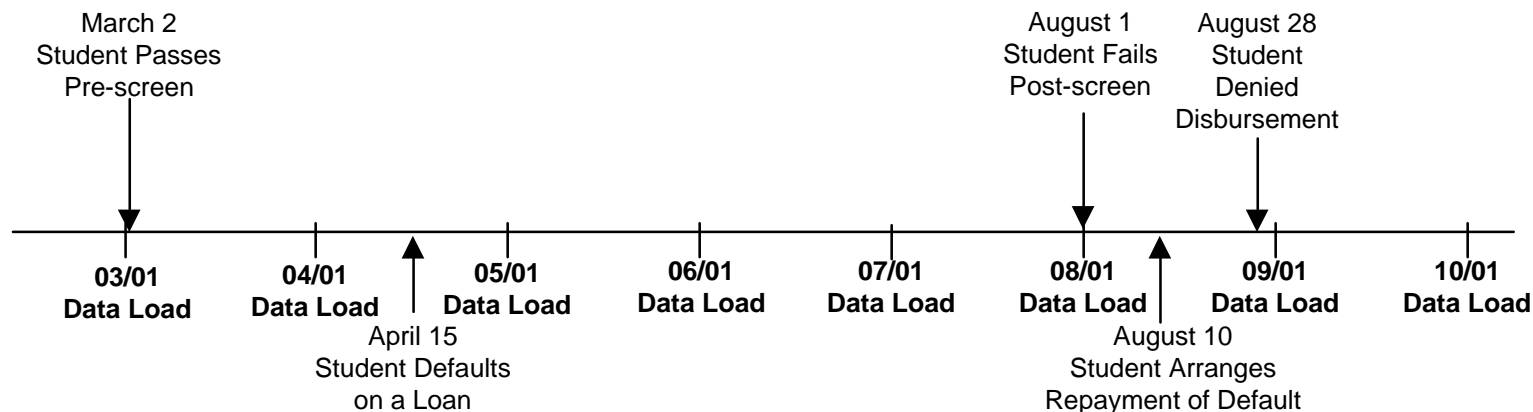 March 2
Student Passes
Pre-screen
August 1
Student Fails
Post-screen
August 28
Student
Denied
Disbursement
03/01
Data Load
04/01
Data Load
05/01
Data Load
06/01
Data Load
07/01
Data Load
08/01
Data Load
09/01
Data Load
10/01
Data Load
April 15
Student Defaults
on a Loan
August 10
Student Arranges
Repayment of Default